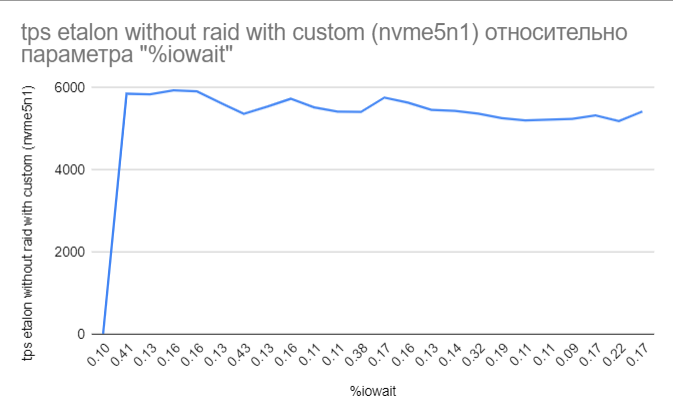 tps etalon without raid with custom (nvme5n1) относительно
параметра "%iowait"
tps etalon without raid with custom (nvme5n1)
6000
4000
2000
0
0.10 0.41 0.13 0.16 0.16 0.13 0.43 0.13 0.16 0.11 0.11 0.38 0.17 0.16 0.13 0.14 0.32 0.19 0.11 0.11 0.09 0.17 0.22 0.17
%iowait